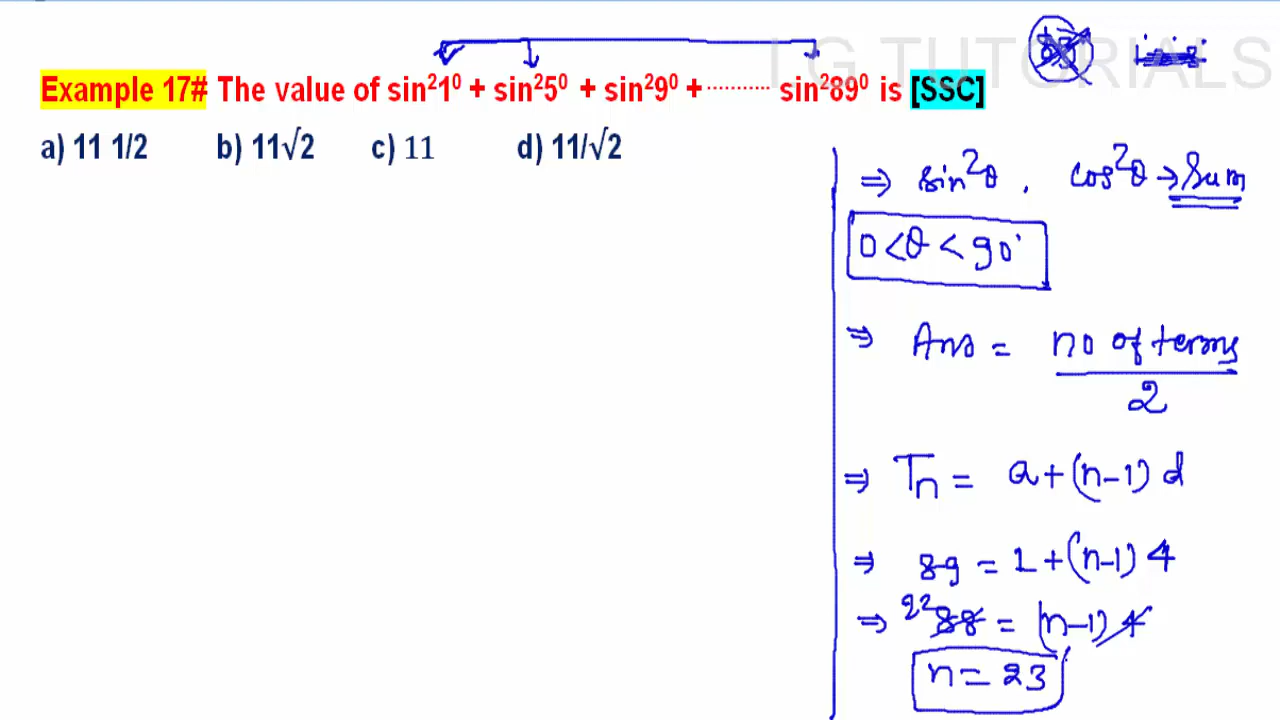 LG TUTORIALS
Example 17# The value of sin²1⁰ + sin²5⁰ + sin²9⁰ +........... sin²89⁰ is [SSC]
a) 11 1/2 b) 11√2 c) 11 d) 11/√2
⇒ sin²θ , cos²θ → Sum
0 < θ < 90°
⇒ Ans = no of terms / 2
⇒ Tn = a + (n-1) d
⇒ 89 = 1 + (n-1) 4
⇒ 22 88 = (n-1) 4
n = 23